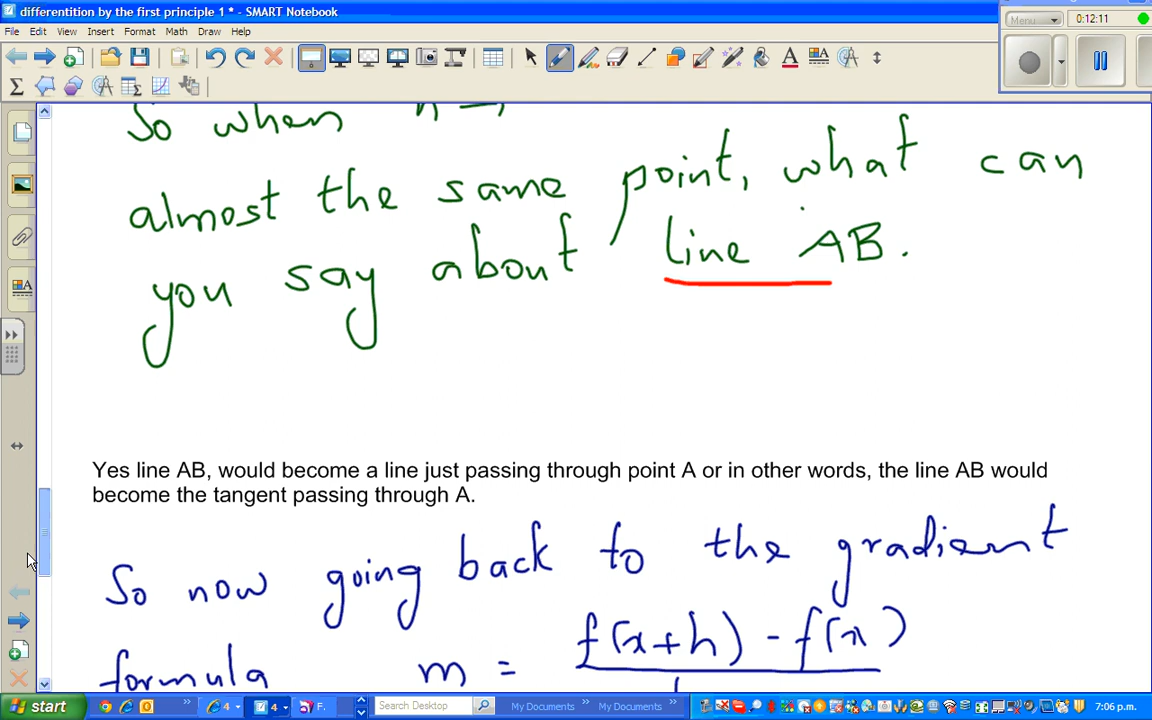 differentition by the first principle 1 * - SMART Notebook
File Edit View Insert Format Math Draw Help
Menu 0:12:11
So when h →
almost the same point, what can
you say about line AB.
Yes line AB, would become a line just passing through point A or in other words, the line AB would
become the tangent passing through A.
So now going back to the gradient
f(x+h) - f(x)
formula m =
start 4 4 F. Search Desktop My Documents My Documents 7:06 p.m.